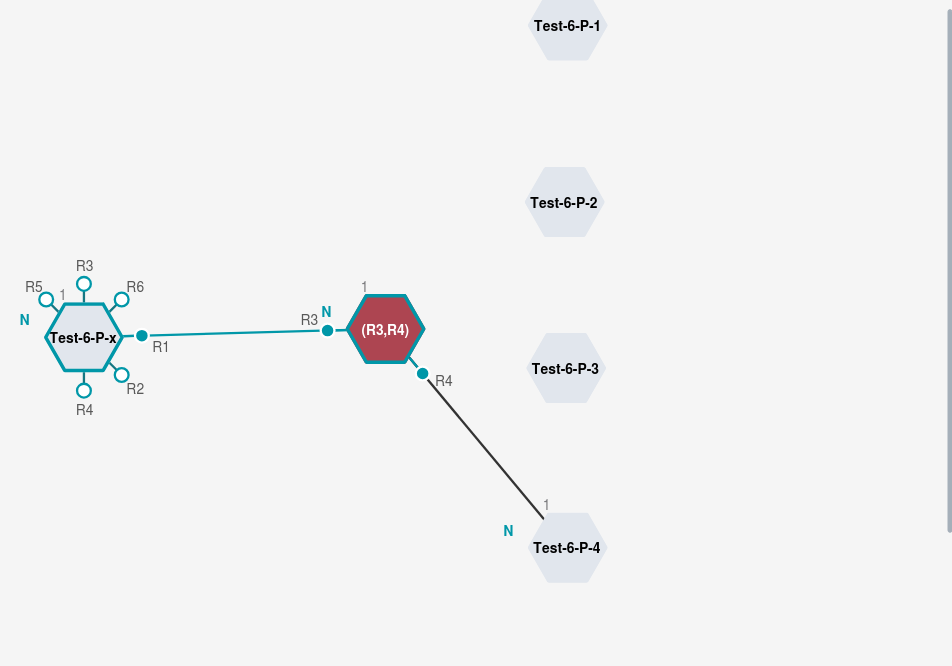 Test-6-P-1
Test-6-P-2
R3
R5
1
R6
N
Test-6-P-x
R1
R2
R4
1
N
R3
(R3,R4)
R4
Test-6-P-3
1
N
Test-6-P-4